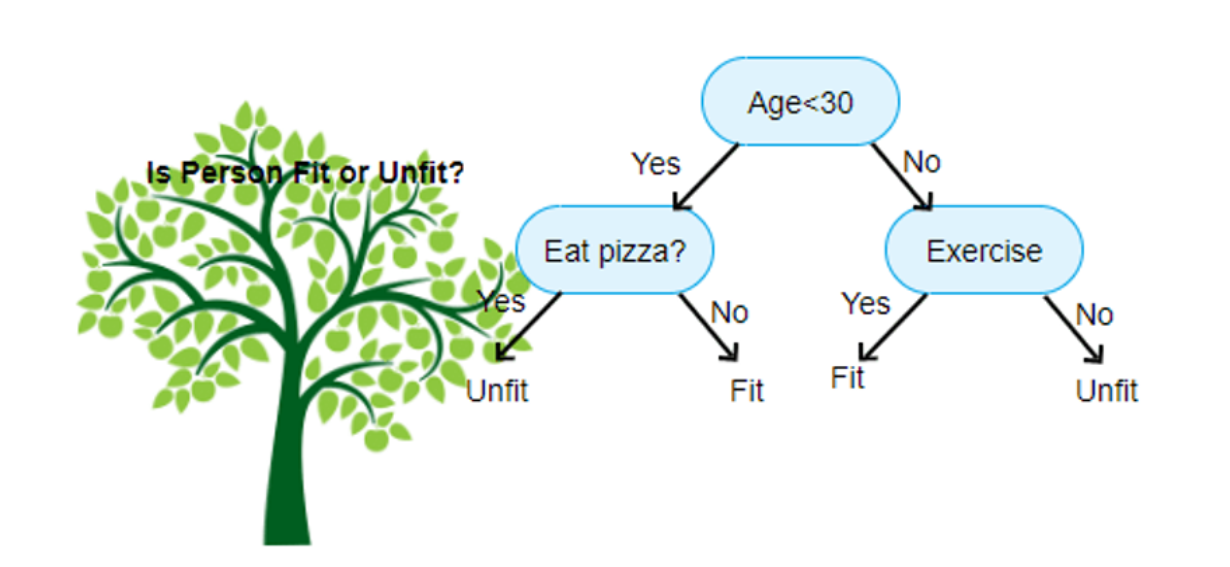 Is Person Fit or Unfit?
Age<30
Yes
No
Eat pizza?
Exercise
Yes
No
Yes
No
Unfit
Fit
Fit
Unfit